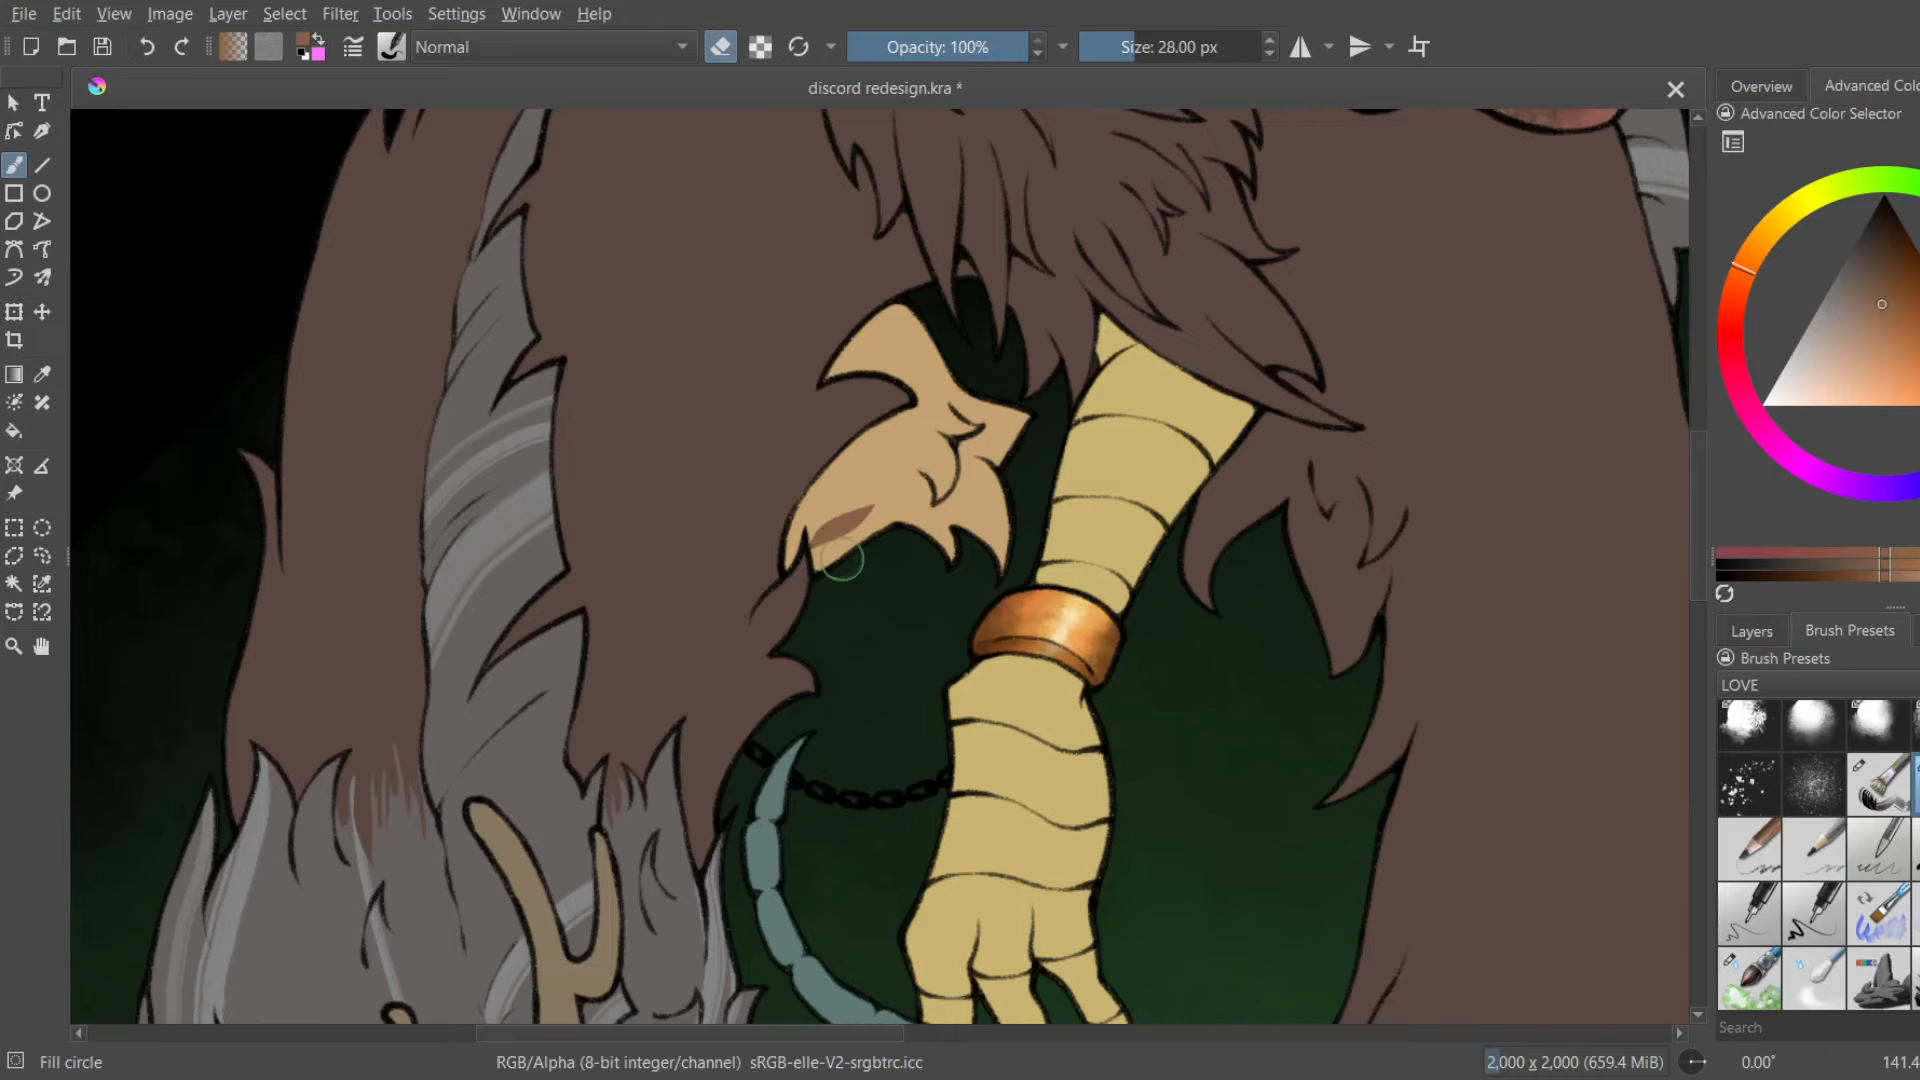 File Edit View Image Layer Select Filter Tools Settings Window Help
Normal
Opacity: 100%
Size: 28.00 px
discord redesign.kra *
Overview
Advanced Colo
Advanced Color Selector
Layers
Brush Presets
Brush Presets
LOVE
Search
Fill circle
RGB/Alpha (8-bit integer/channel) sRGB-elle-V2-srgbtrc.icc
2,000 x 2,000 (659.4 MiB)
0.00°
141.4